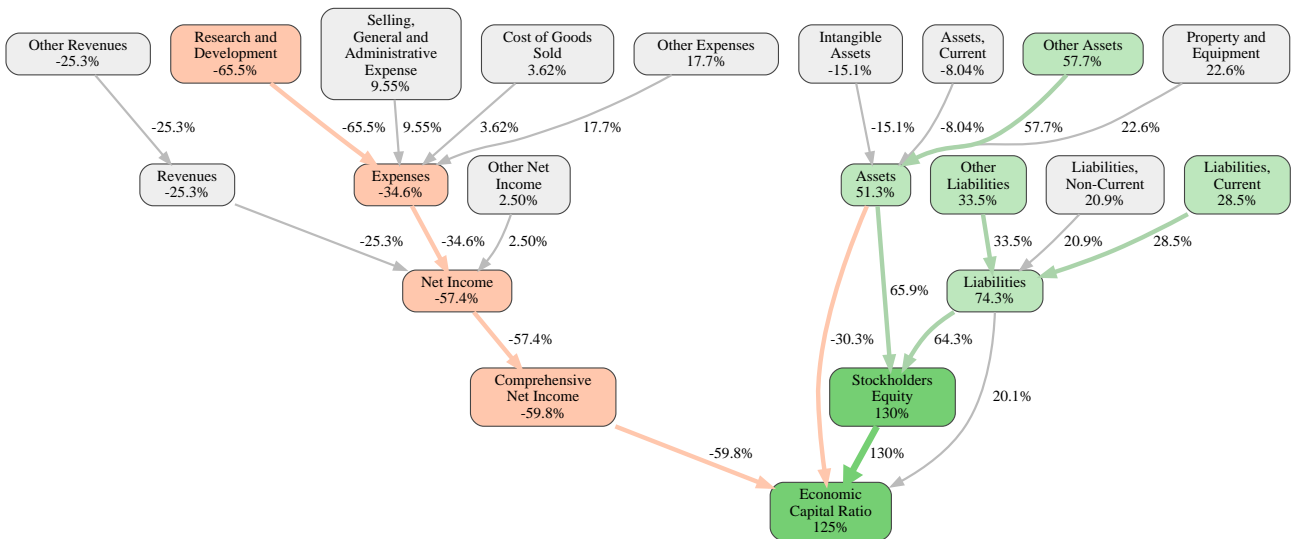 Other Revenues
-25.3%
Research and
Development
-65.5%
Selling,
General and
Administrative
Expense
9.55%
Cost of Goods
Sold
3.62%
Other Expenses
17.7%
Intangible
Assets
-15.1%
Assets,
Current
-8.04%
Other Assets
57.7%
Property and
Equipment
22.6%
-25.3%
-65.5%
9.55%
3.62%
17.7%
-15.1%
-8.04%
57.7%
22.6%
Revenues
-25.3%
Expenses
-34.6%
Other Net
Income
2.50%
Assets
51.3%
Other
Liabilities
33.5%
Liabilities,
Non-Current
20.9%
Liabilities,
Current
28.5%
-25.3%
-34.6%
2.50%
33.5%
20.9%
28.5%
Net Income
-57.4%
65.9%
Liabilities
74.3%
-57.4%
-30.3%
64.3%
Comprehensive
Net Income
-59.8%
Stockholders
Equity
130%
20.1%
-59.8%
130%
Economic
Capital Ratio
125%